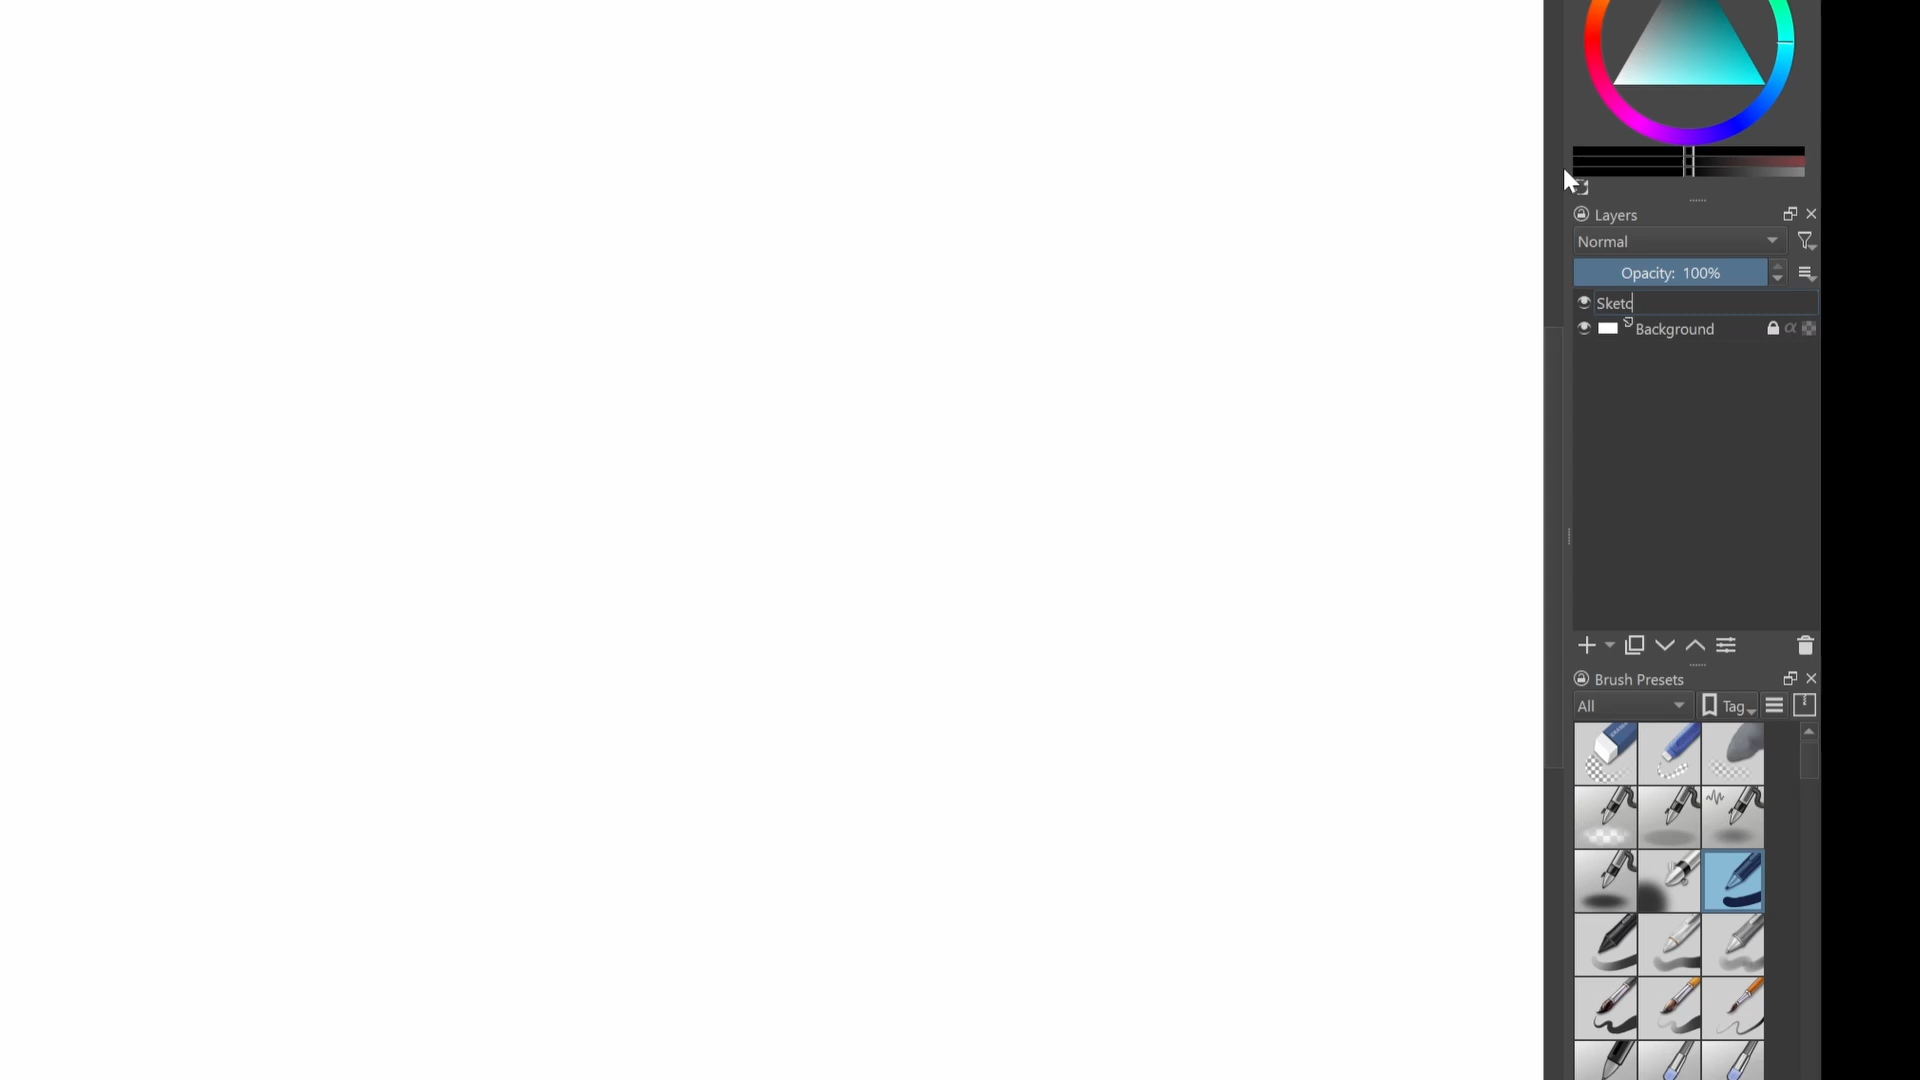 Layers
Normal
Opacity: 100%
Sketc
Background
Brush Presets
All
Tag